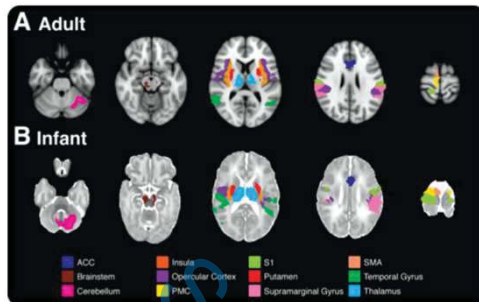 A Adult
B Infant
ACC
Insula
S1
SMA
Brainstem
Opercular Cortex
Putamen
Temporal Gyrus
Cerebellum
PMC
Supramarginal Gyrus
Thalamus